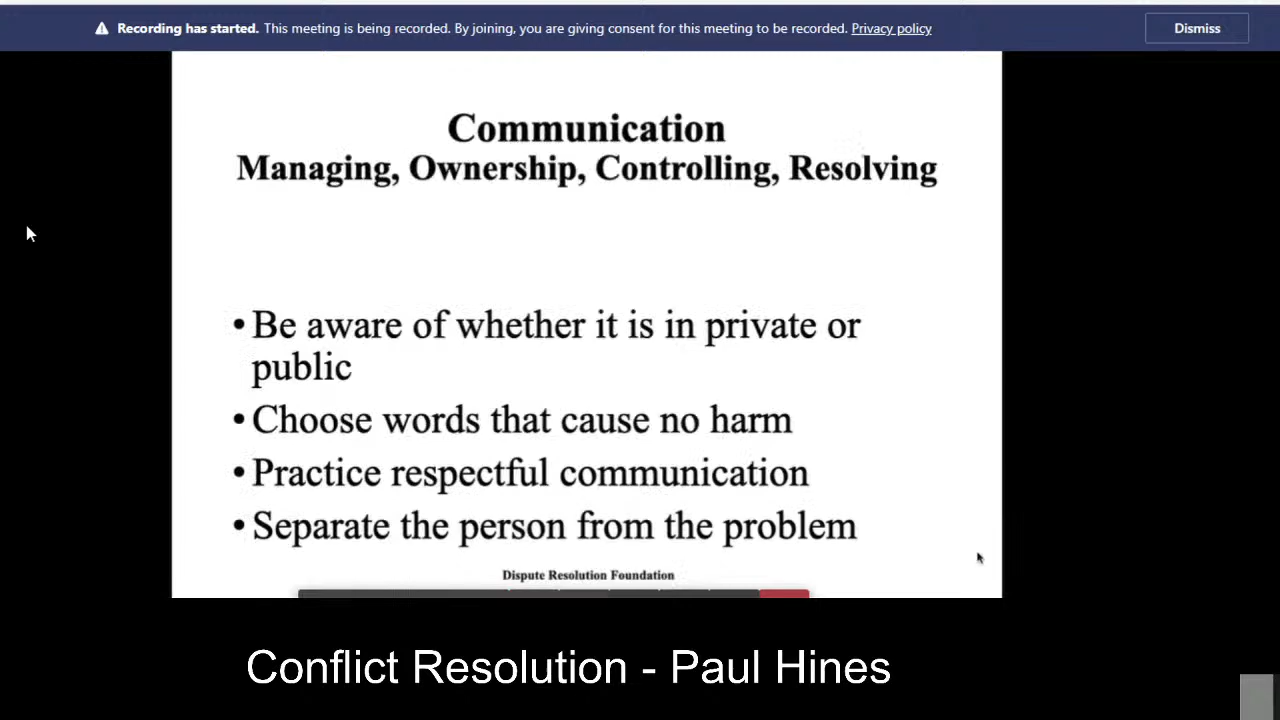 Recording has started. This meeting is being recorded. By joining, you are giving consent for this meeting to be recorded. Privacy policy
Dismiss
Communication
Managing, Ownership, Controlling, Resolving
•Be aware of whether it is in private or
public
•Choose words that cause no harm
•Practice respectful communication
•Separate the person from the problem
Dispute Resolution Foundation
Conflict Resolution - Paul Hines